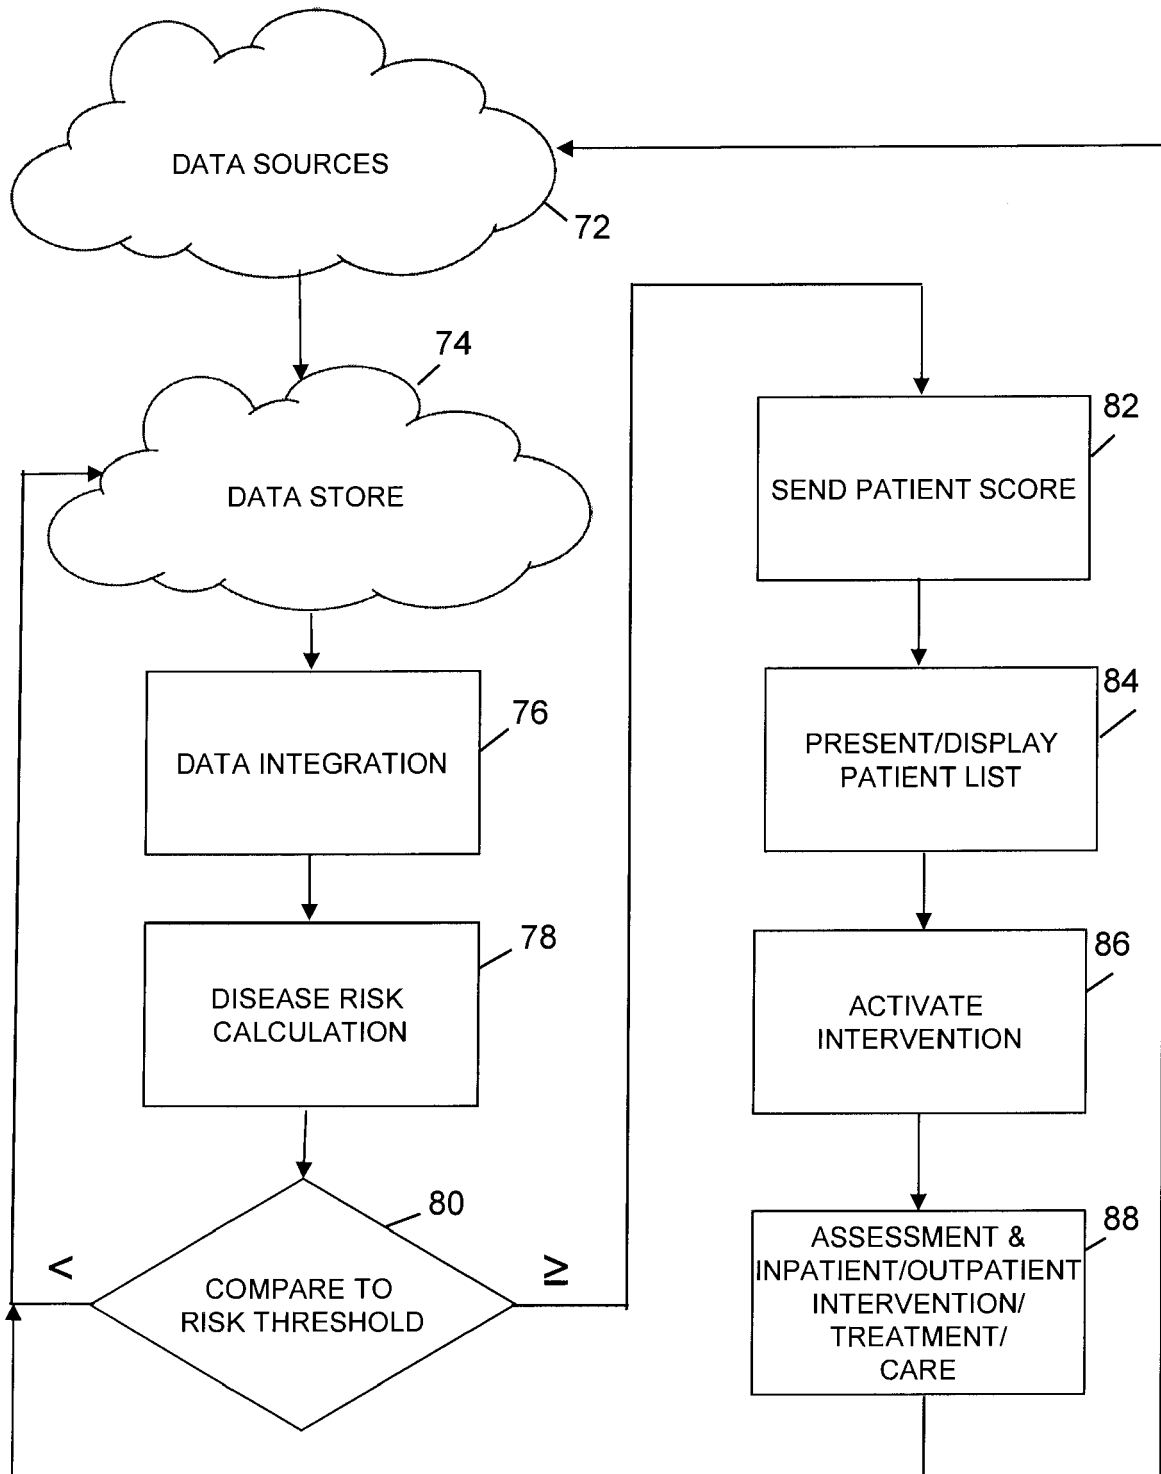 DATA SOURCES
72
74
DATA STORE
76
DATA INTEGRATION
78
DISEASE RISK
CALCULATION
80
<
≥
COMPARE TO
RISK THRESHOLD
82
SEND PATIENT SCORE
84
PRESENT/DISPLAY
PATIENT LIST
86
ACTIVATE
INTERVENTION
88
ASSESSMENT &
INPATIENT/OUTPATIENT
INTERVENTION/
TREATMENT/
CARE